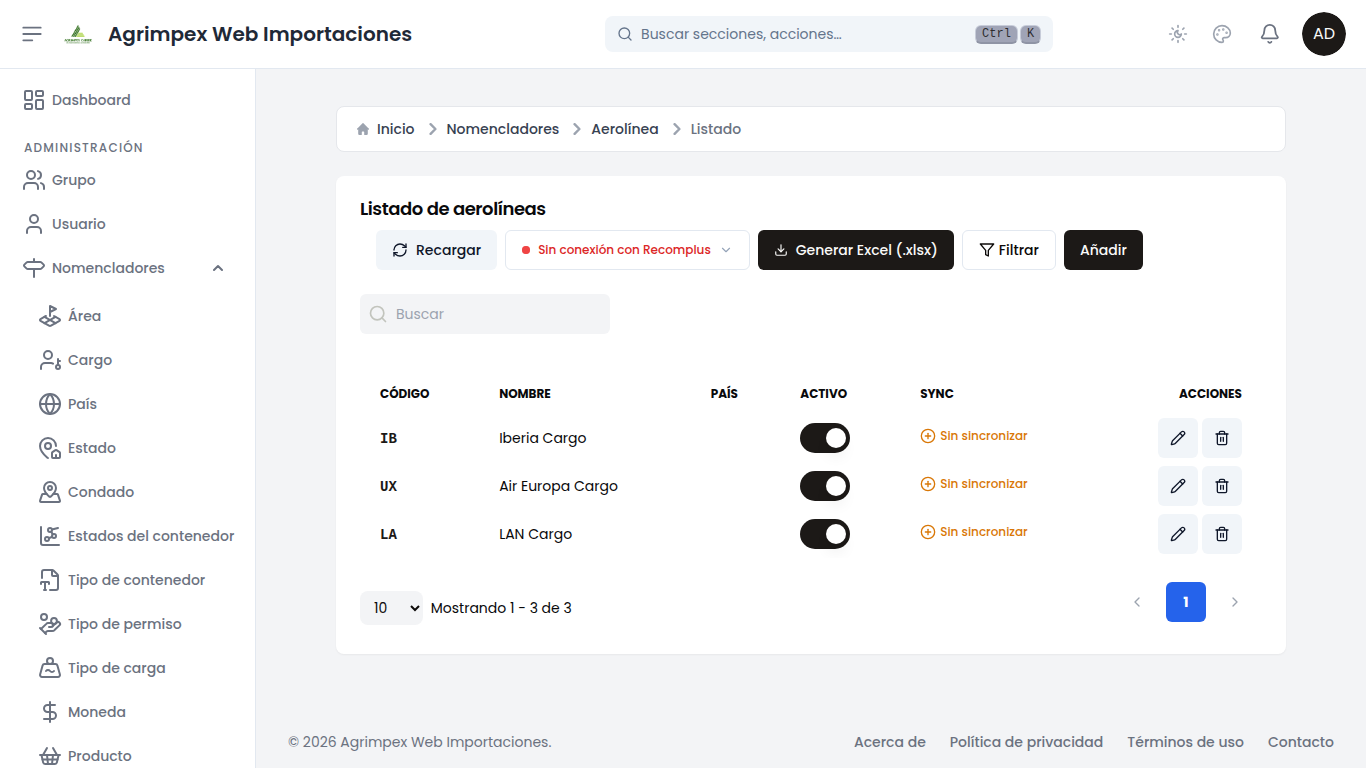 Agrimpex Web Importaciones
Buscar secciones, acciones...
Ctrl K
AD
Dashboard
ADMINISTRACIÓN
Grupo
Usuario
Nomencladores
Área
Cargo
País
Estado
Condado
Estados del contenedor
Tipo de contenedor
Tipo de permiso
Tipo de carga
Moneda
Producto
Inicio > Nomencladores > Aerolínea > Listado
Listado de aerolíneas
Recargar
Sin conexión con Recomplus
Generar Excel (.xlsx)
Filtrar
Añadir
Buscar
CÓDIGO NOMBRE PAÍS ACTIVO SYNC ACCIONES
IB Iberia Cargo Sin sincronizar
UX Air Europa Cargo Sin sincronizar
LA LAN Cargo Sin sincronizar
10 Mostrando 1 - 3 de 3
1
© 2026 Agrimpex Web Importaciones.
Acerca de Política de privacidad Términos de uso Contacto